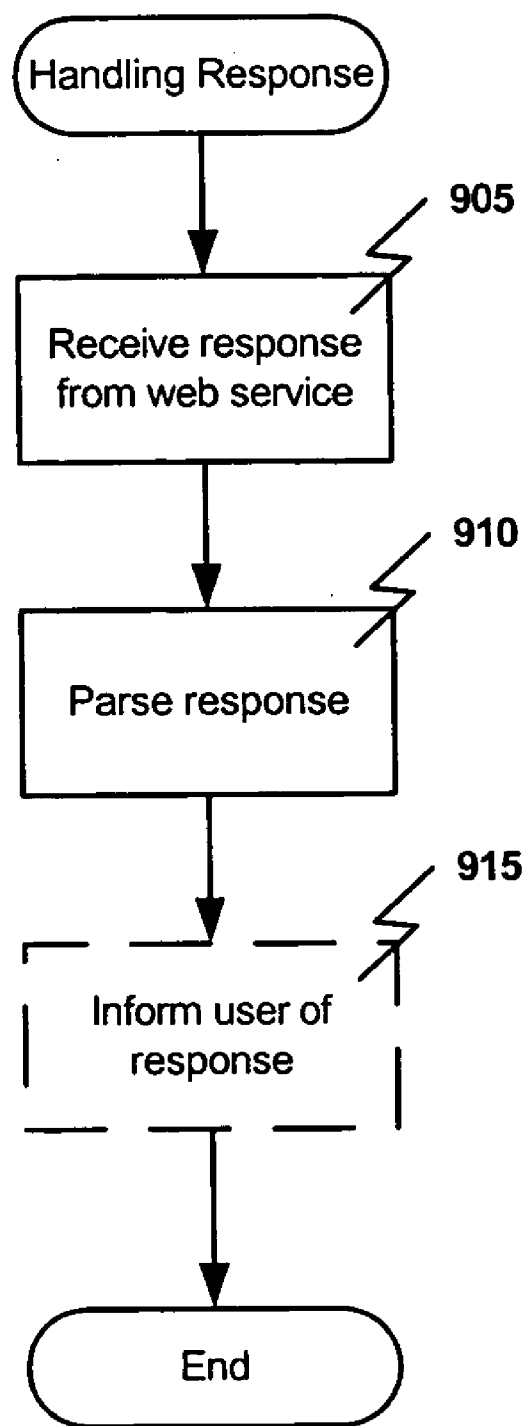 Handling Response
905
Receive response
from web service
910
Parse response
915
Inform user of
response
End